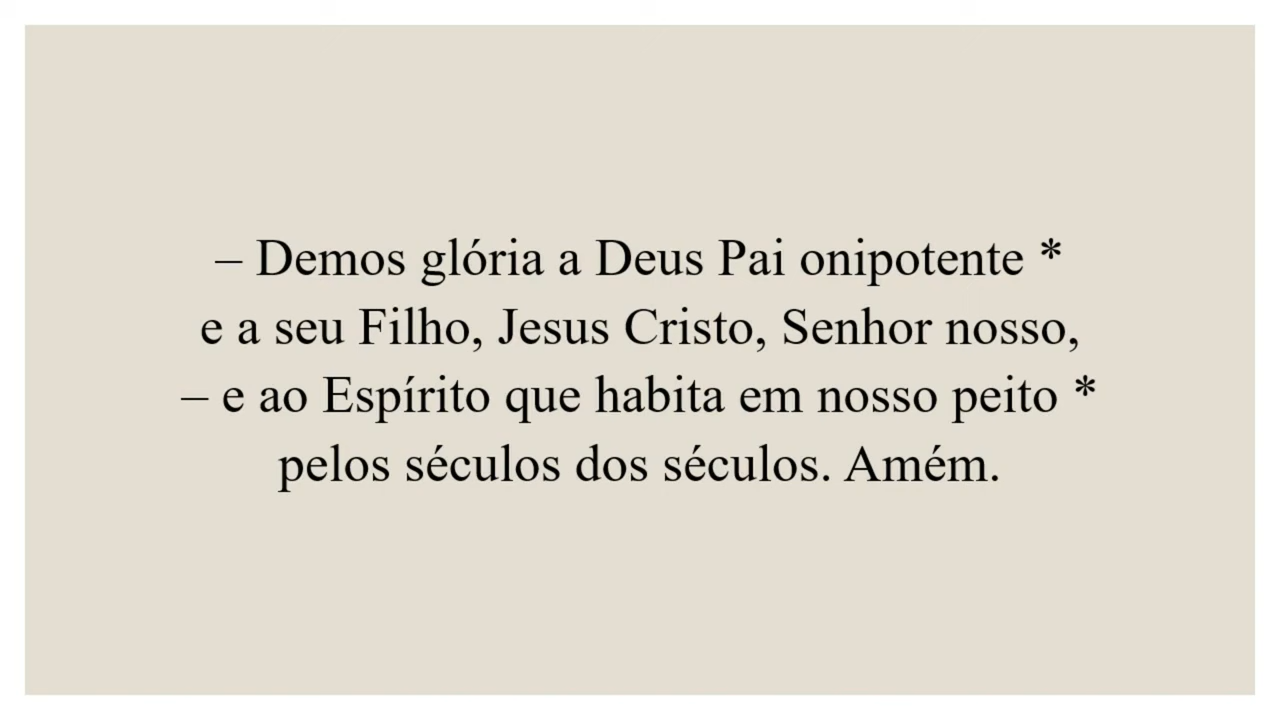 – Demos glória a Deus Pai onipotente *
e a seu Filho, Jesus Cristo, Senhor nosso,
– e ao Espírito que habita em nosso peito *
pelos séculos dos séculos. Amém.